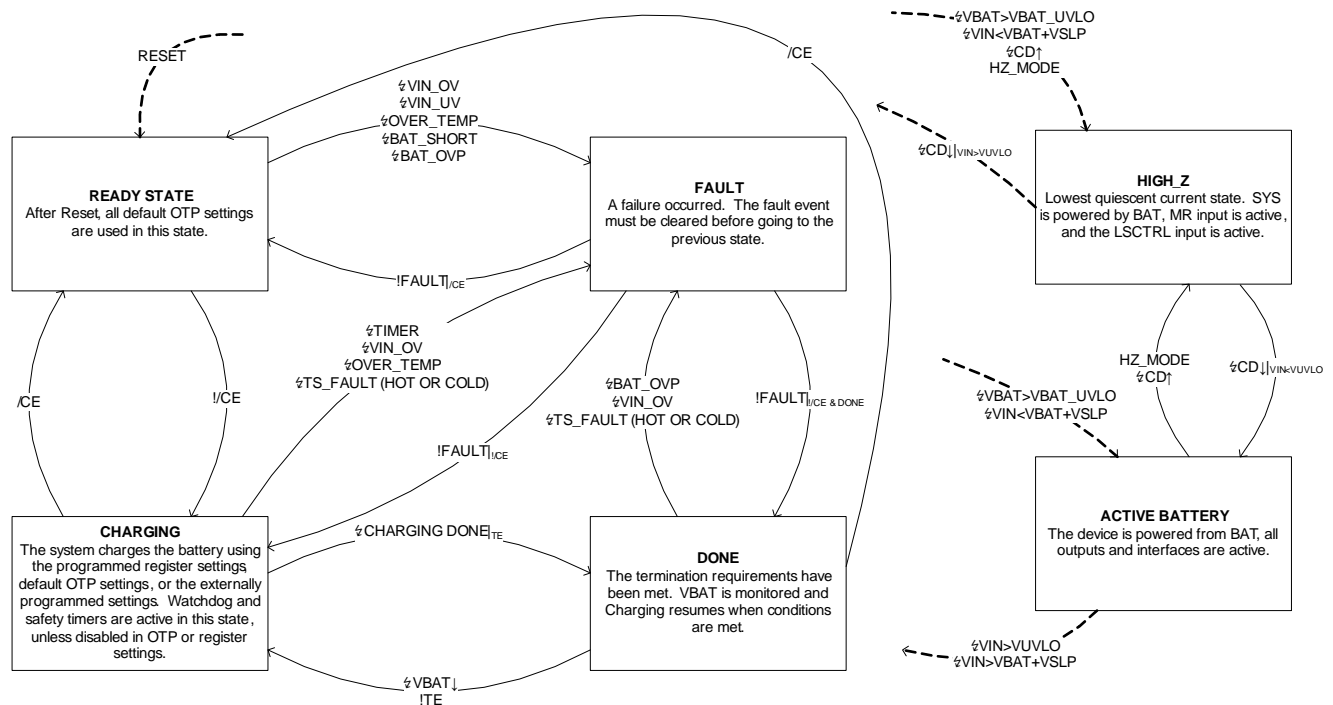 RESET
↯VIN_OV
↯VIN_UV
↯OVER_TEMP
↯BAT_SHORT
↯BAT_OVP
/CE
↯VBAT>VBAT_UVLO
↯VIN<VBAT+VSLP
↯CD↑
HZ_MODE
↯CD↓|VIN>VUVLO
READY STATE
After Reset, all default OTP settings
are used in this state.
FAULT
A failure occurred. The fault event
must be cleared before going to the
previous state.
HIGH_Z
Lowest quiescent current state. SYS
is powered by BAT, MR input is active,
and the LSCTRL input is active.
!FAULT|/CE
/CE
!/CE
↯TIMER
↯VIN_OV
↯OVER_TEMP
↯TS_FAULT (HOT OR COLD)
!FAULT|!/CE
↯BAT_OVP
↯VIN_OV
↯TS_FAULT (HOT OR COLD)
!FAULT|!/CE & DONE
↯VBAT>VBAT_UVLO
↯VIN<VBAT+VSLP
HZ_MODE
↯CD↑
↯CD↓|VIN<VUVLO
CHARGING
The system charges the battery using
the programmed register settings,
default OTP settings, or the externally
programmed settings. Watchdog and
safety timers are active in this state,
unless disabled in OTP or register
settings.
↯CHARGING DONE|TE
DONE
The termination requirements have
been met. VBAT is monitored and
Charging resumes when conditions
are met.
ACTIVE BATTERY
The device is powered from BAT, all
outputs and interfaces are active.
↯VBAT↓
!TE
↯VIN>VUVLO
↯VIN>VBAT+VSLP